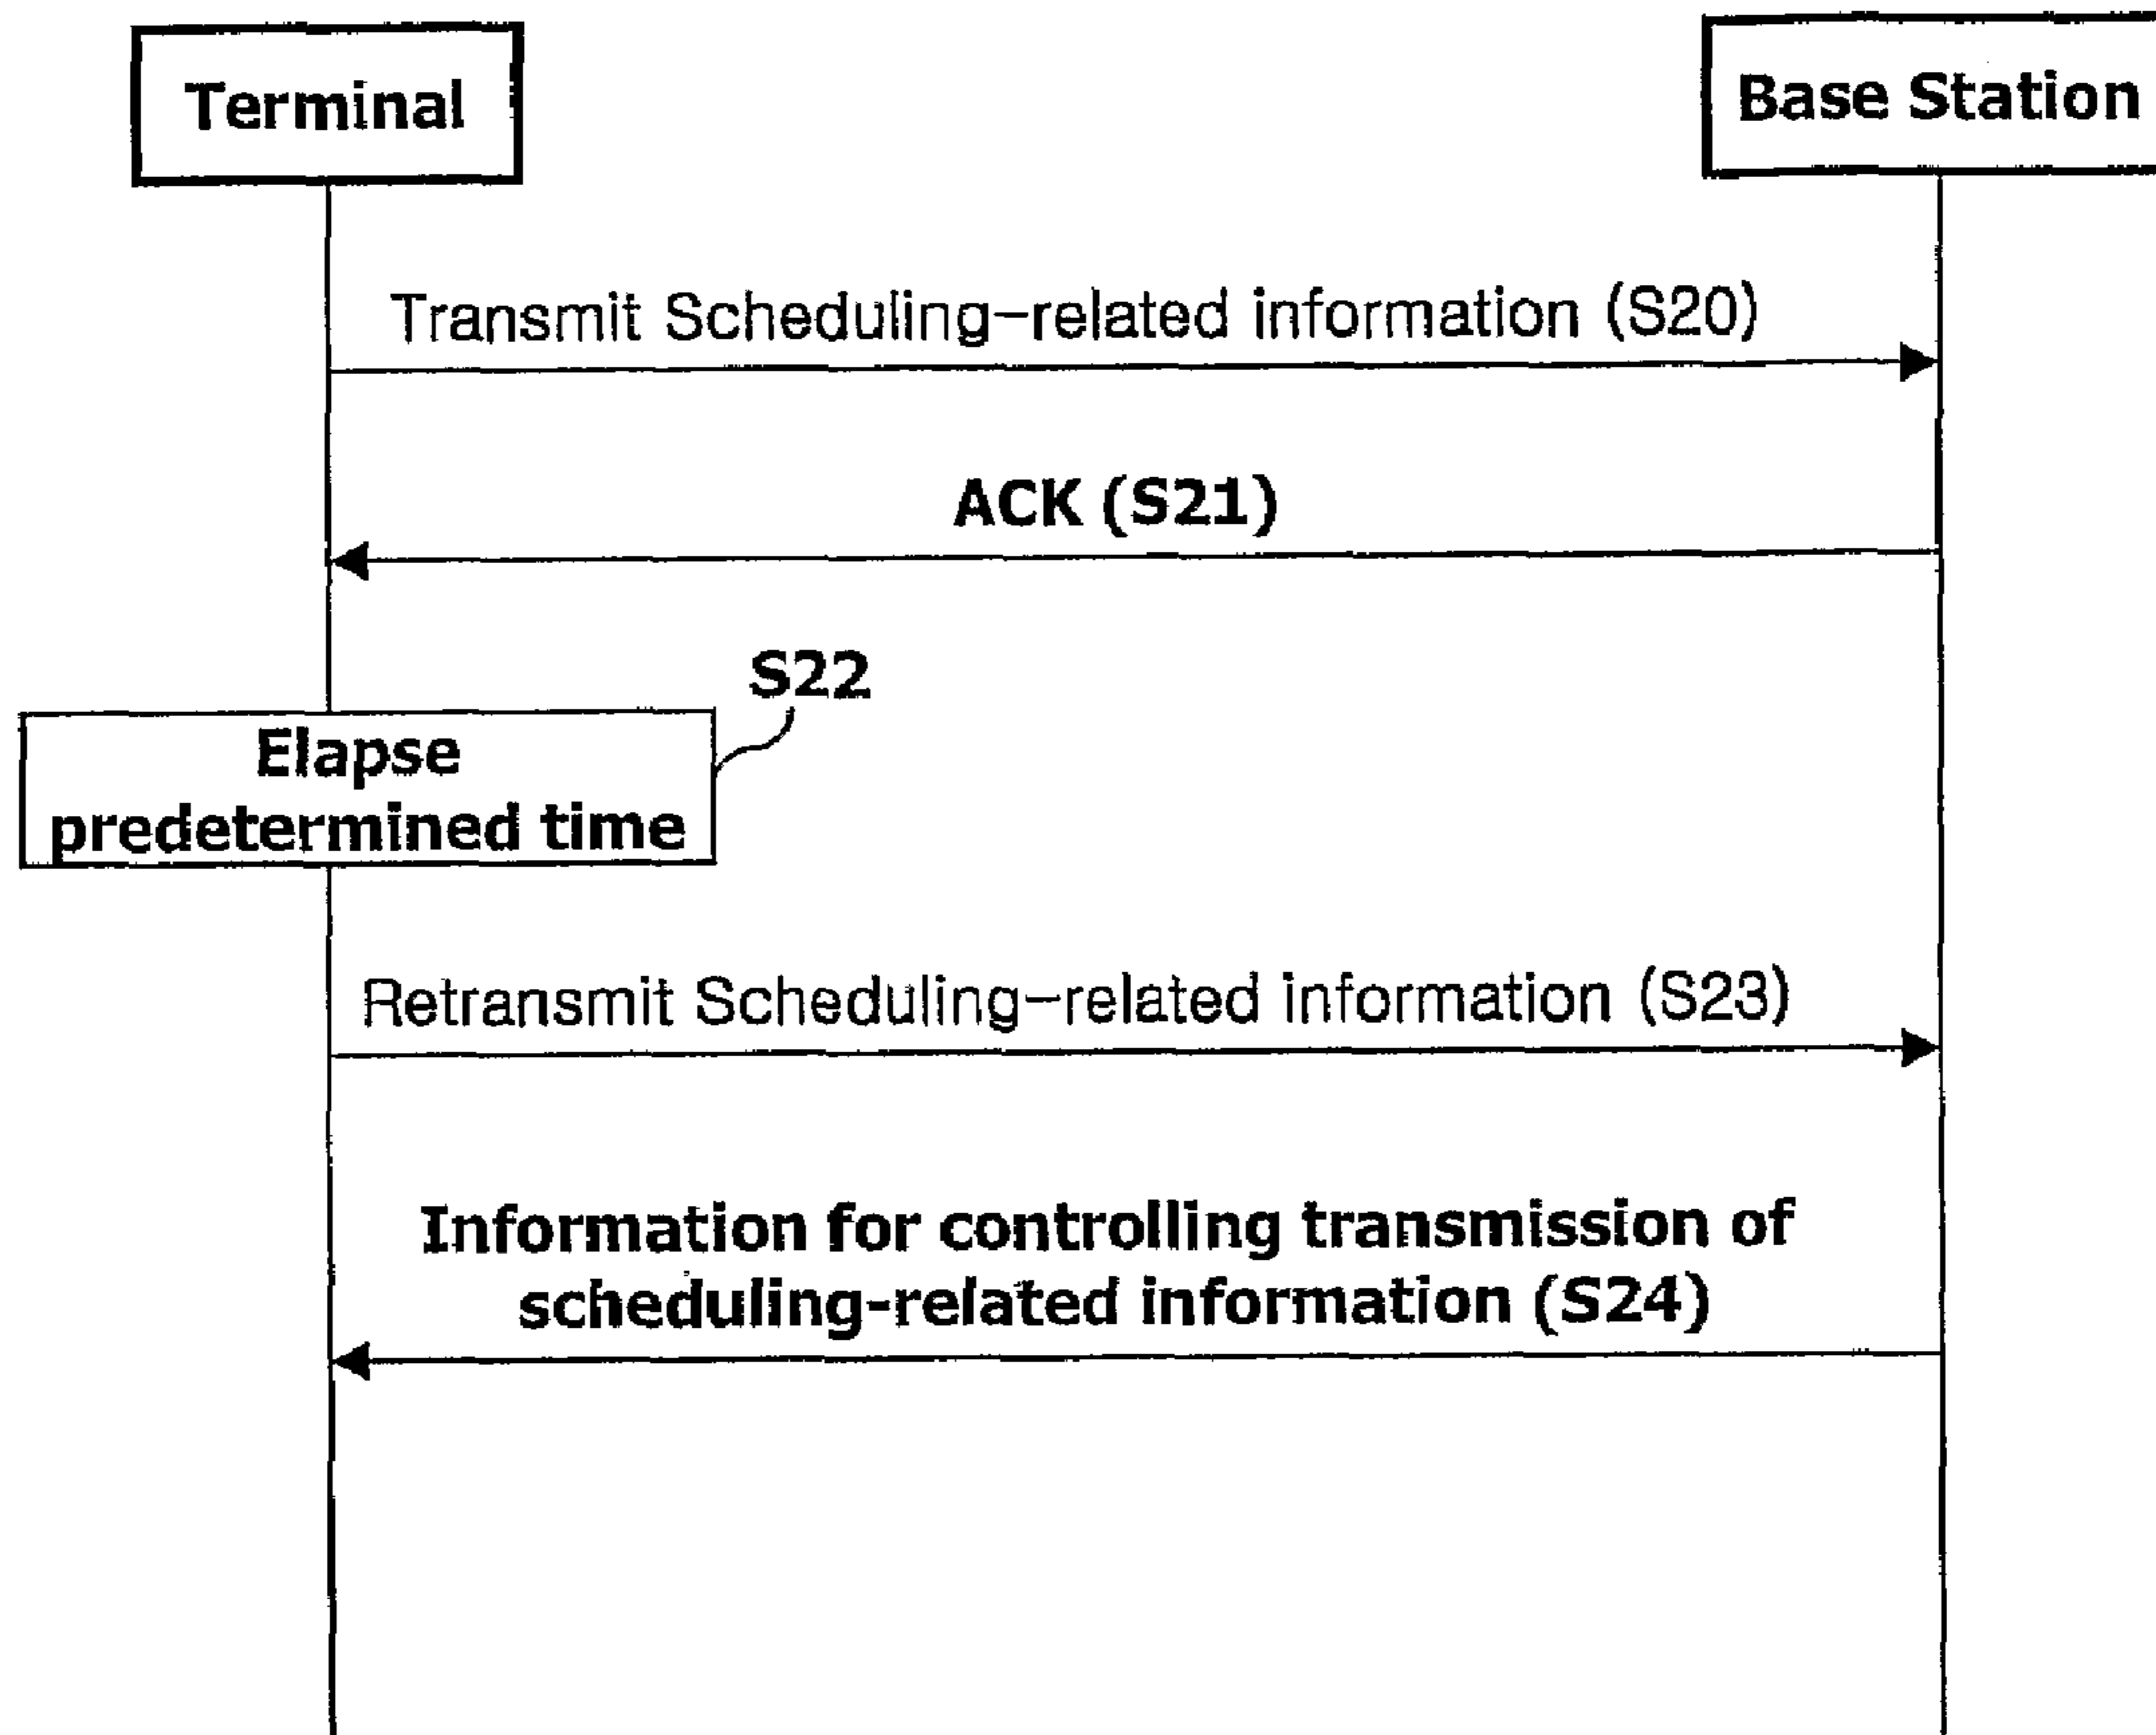 Terminal
Base Station
Transmit Scheduling-related information (S20)
ACK (S21)
S22
Elapse
predetermined time
Retransmit Scheduling-related information (S23)
Information for controlling transmission of
scheduling-related information (S24)